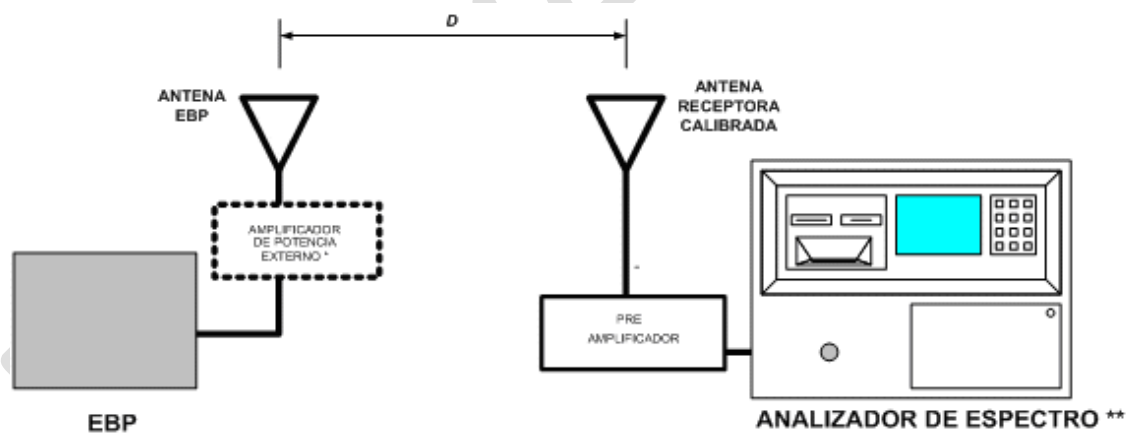 D
ANTENA
EBP
ANTENA
RECEPTORA
CALIBRADA
AMPLIFICADOR
DE POTENCIA
EXTERNO *
PRE
AMPLIFICADOR
EBP
ANALIZADOR DE ESPECTRO **